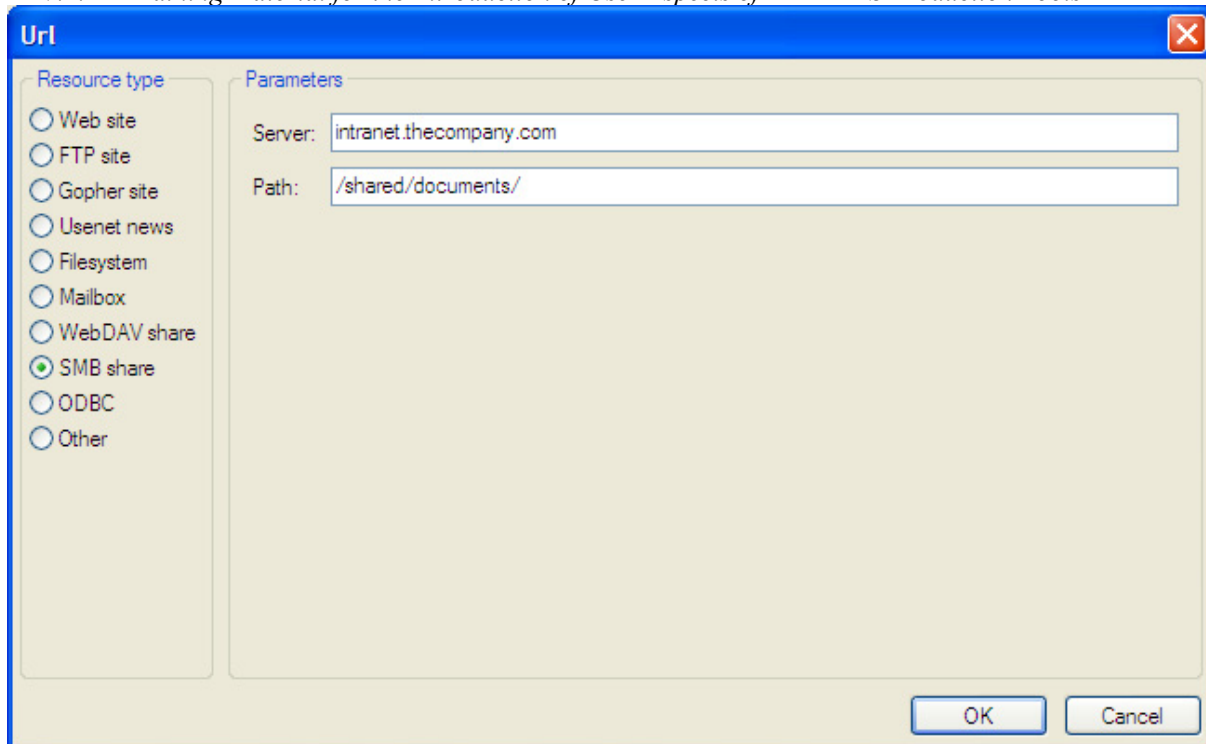 Url
Resource type
Web site
FTP site
Gopher site
Usenet news
Filesystem
Mailbox
WebDAV share
SMB share
ODBC
Other
Parameters
Server: intranet.thecompany.com
Path: /shared/documents/
OK Cancel